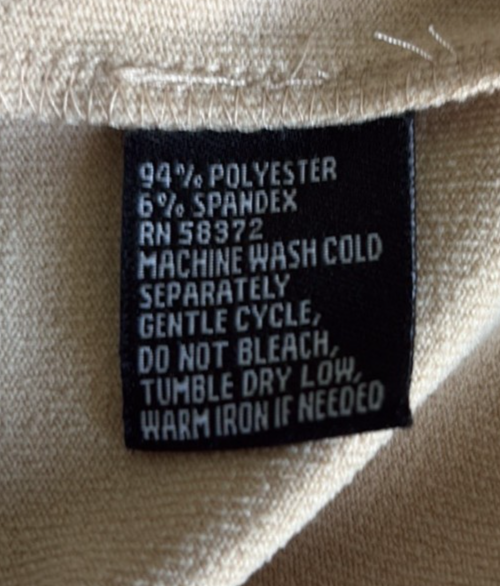 94% POLYESTER
6% SPANDEX
RN 58372
MACHINE WASH COLD
SEPARATELY
GENTLE CYCLE,
DO NOT BLEACH,
TUMBLE DRY LOW,
WARM IRON IF NEEDED